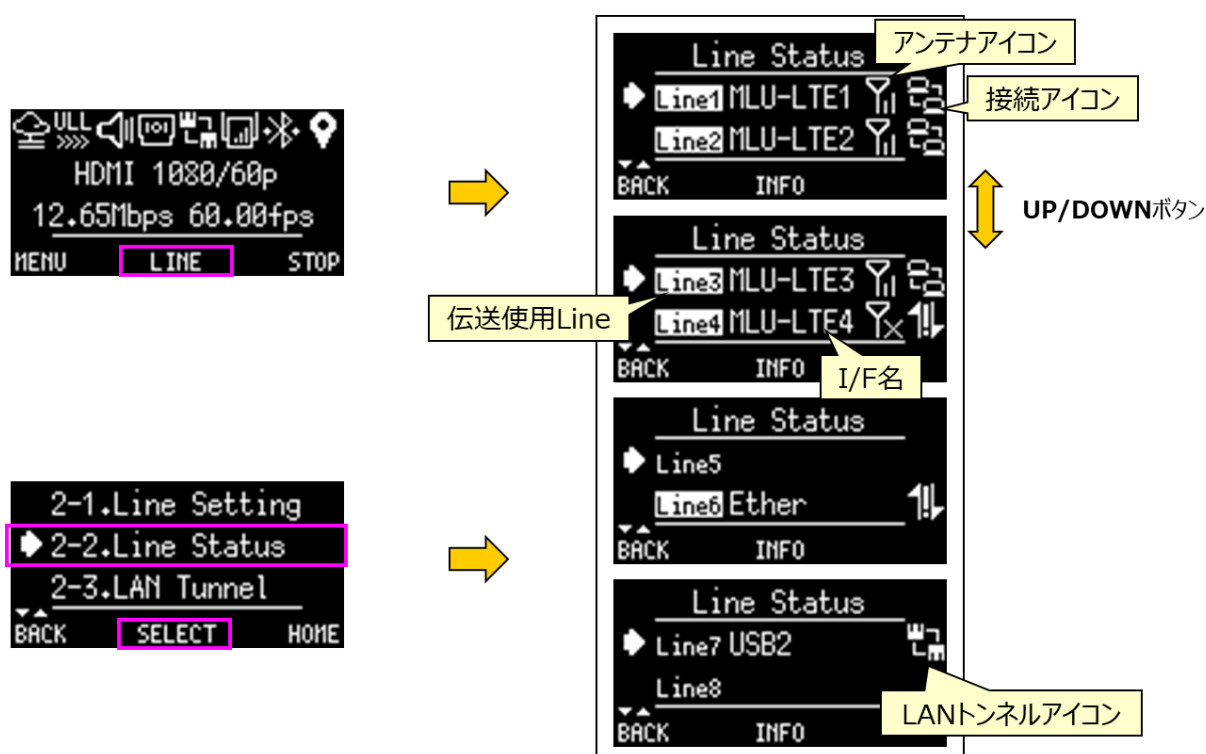 ULL
HDMI 1080/60p
12.65Mbps 60.00fps
MENU LINE STOP
2-1.Line Setting
2-2.Line Status
2-3.LAN Tunnel
BACK SELECT HOME
Line Status
Line1 MLU-LTE1
Line2 MLU-LTE2
BACK INFO
アンテナアイコン
接続アイコン
UP/DOWNボタン
Line Status
Line3 MLU-LTE3
Line4 MLU-LTE4
BACK INFO
伝送使用Line
I/F名
Line Status
Line5
Line6 Ether
BACK INFO
Line Status
Line7 USB2
Line8
BACK INFO
LANトンネルアイコン